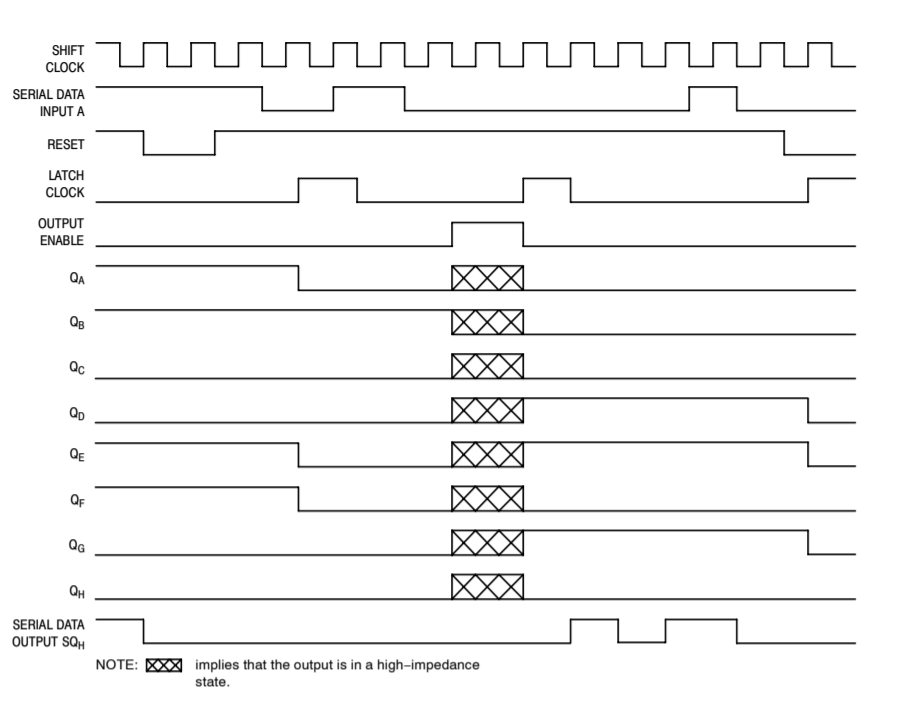 SHIFT
CLOCK
SERIAL DATA
INPUT A
RESET
LATCH
CLOCK
OUTPUT
ENABLE
QA
QB
QC
QD
QE
QF
QG
QH
SERIAL DATA
OUTPUT SQH
NOTE: implies that the output is in a high−impedance
state.